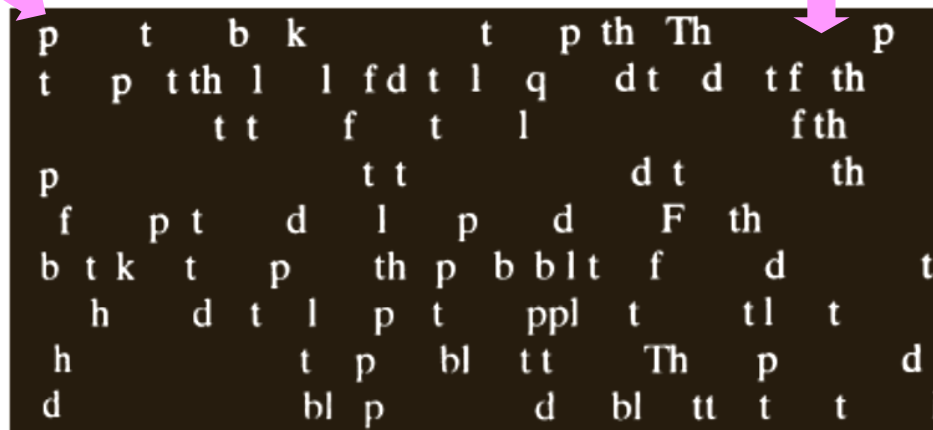 p t b k t p th Th p
t p t th l l f d t l q d t d t f th
t t f t l f th
p t t d t th
f p t d l p d F th
b t k t p th p b b l t f d t
h d t l p t ppl t t l t
h t p bl t t Th p d
d bl p d bl tt t t